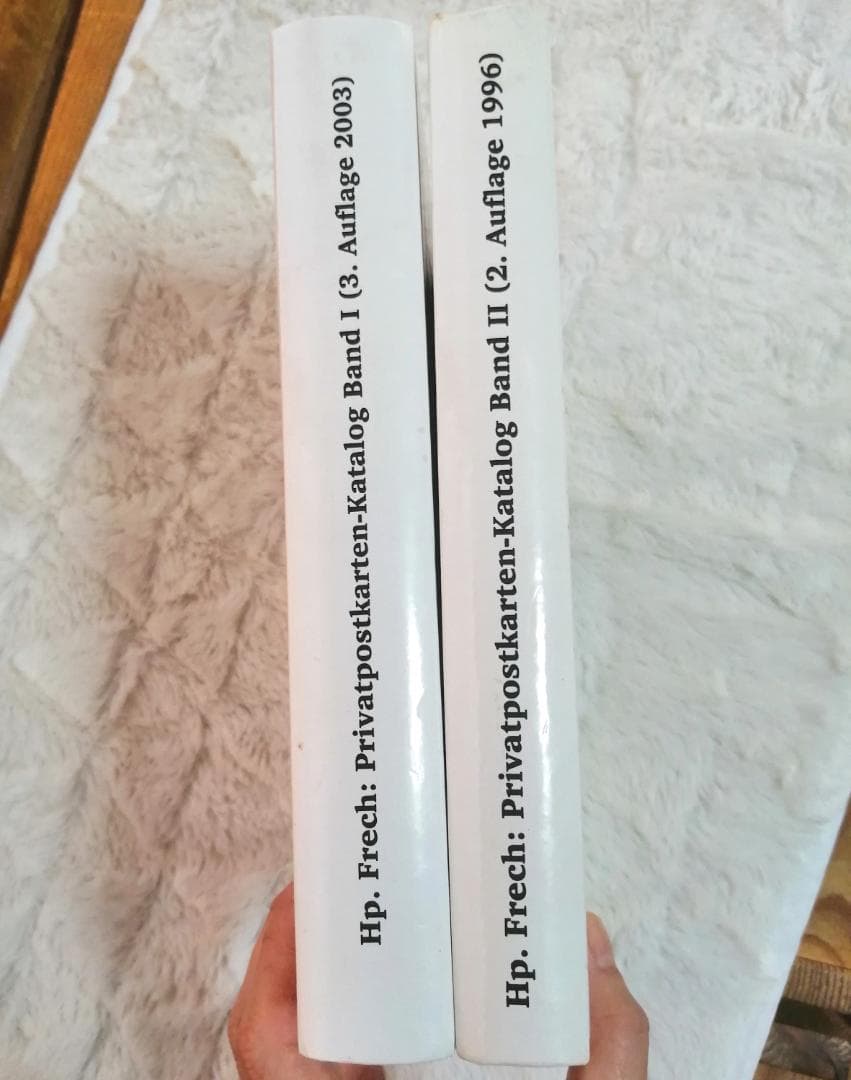 Hp. Frech: Privatpostkarten-Katalog Band I (3. Auflage 2003)
Hp. Frech: Privatpostkarten-Katalog Band II (2. Auflage 1996)